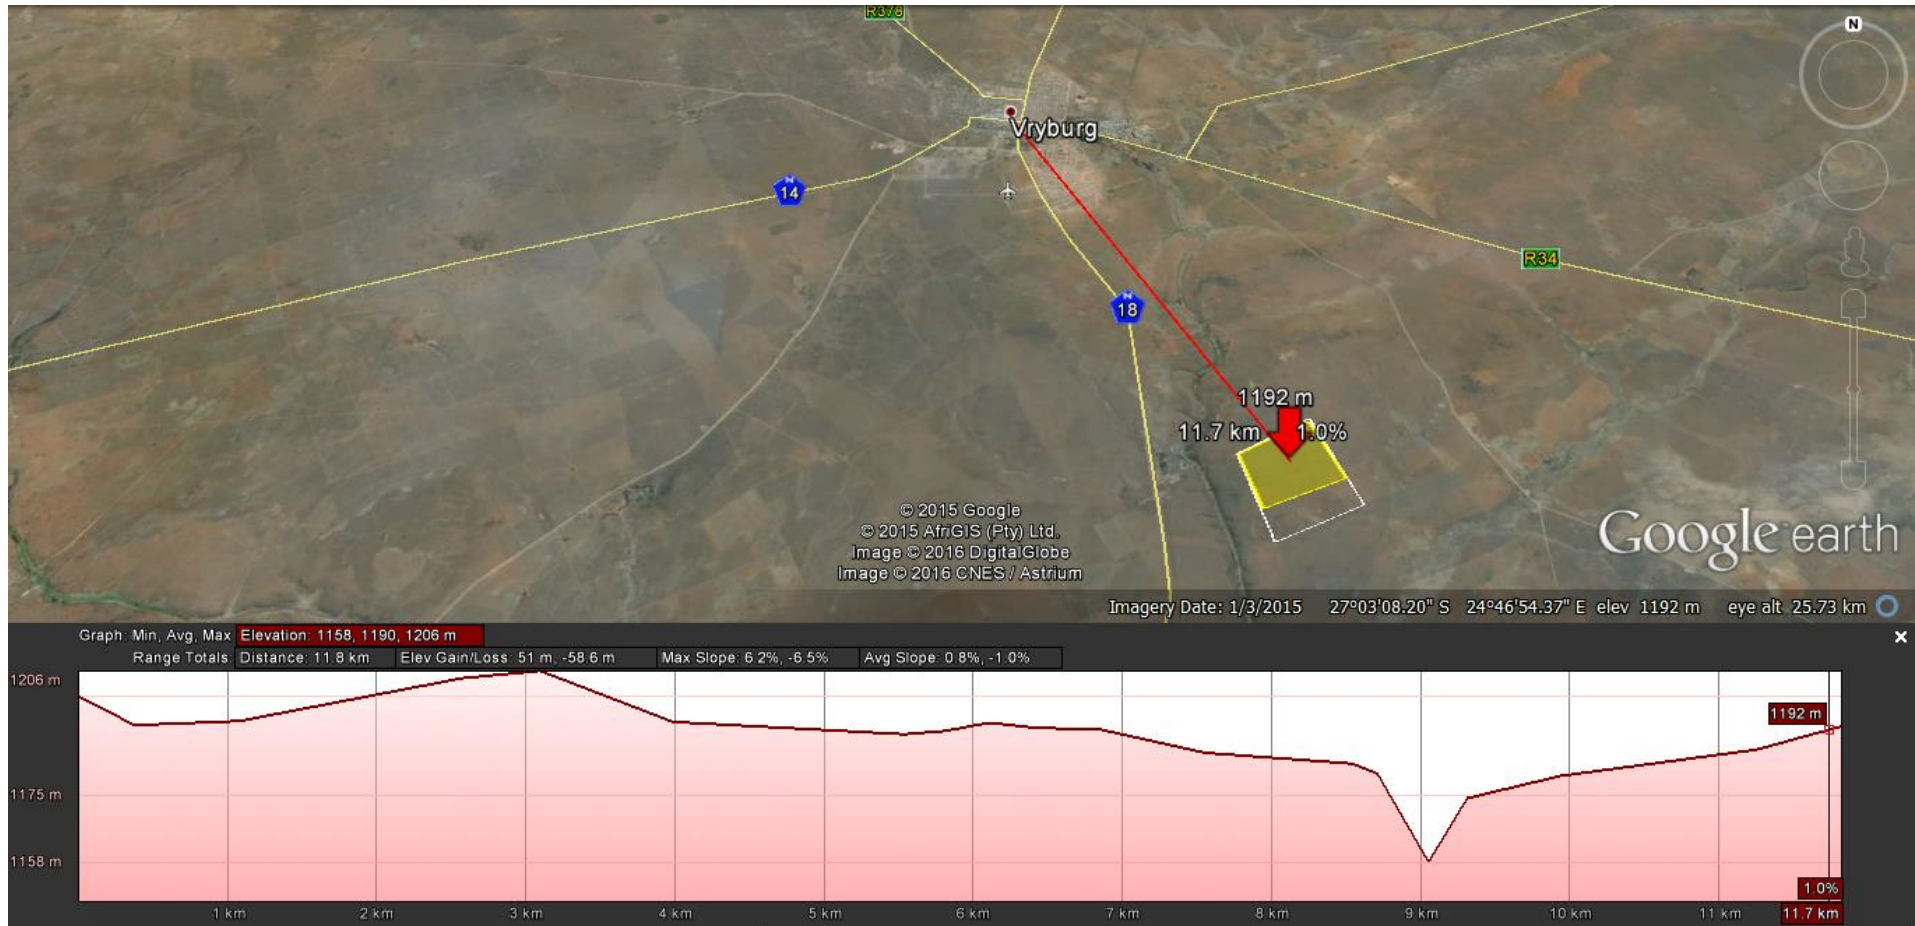 R378
N
Vryburg
N
14
R34
N
18
1192 m
11.7 km
1.0%
© 2015 Google
© 2015 AfriGIS (Pty) Ltd.
Image © 2016 DigitalGlobe
Image © 2016 CNES / Astrium
Google earth
Imagery Date: 1/3/2015 27°03'08.20" S 24°46'54.37" E elev 1192 m eye alt 25.73 km
Graph: Min, Avg, Max Elevation: 1158, 1190, 1206 m
Range Totals: Distance: 11.8 km Elev Gain/Loss: 51 m, -58.6 m Max Slope: 6.2%, -6.5% Avg Slope: 0.8%, -1.0%
1206 m
1192 m
1175 m
1158 m
1.0%
1 km 2 km 3 km 4 km 5 km 6 km 7 km 8 km 9 km 10 km 11 km 11.7 km